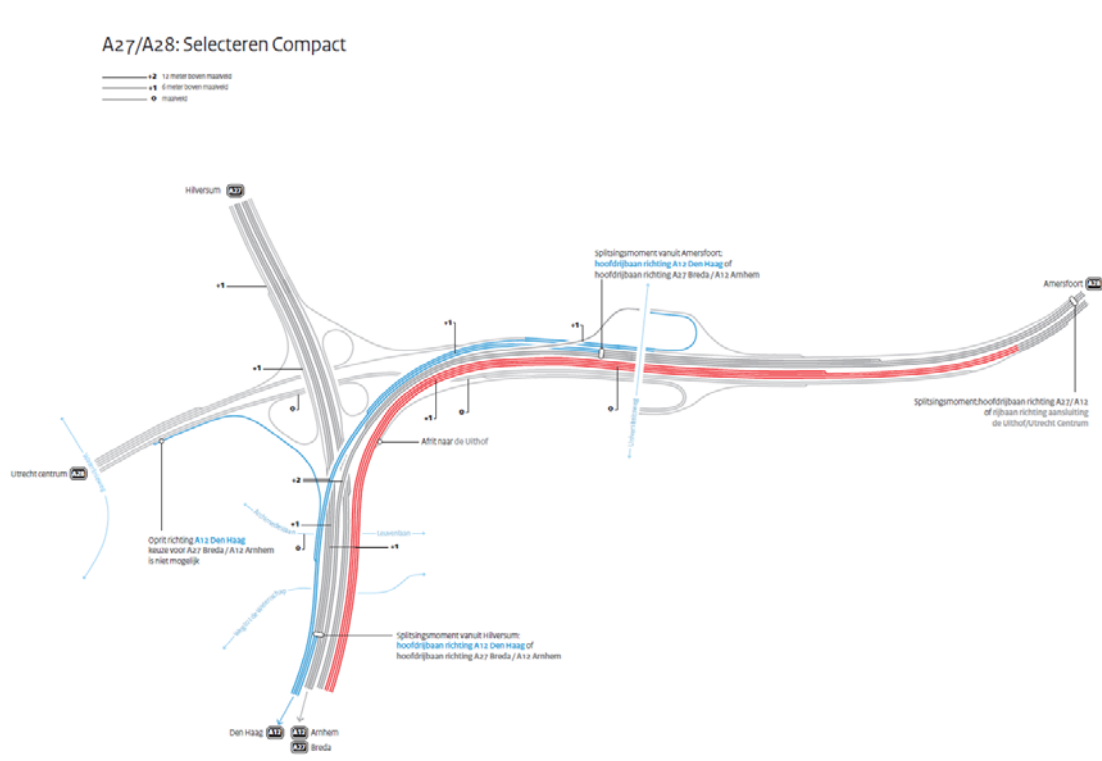 A27/A28: Selecteren Compact
+2 12 meter boven maaiveld
+1 6 meter boven maaiveld
0 maaiveld
Hilversum A27
Splitsingsmoment vanuit Amersfoort:
hoofdrijbaan richting A12 Den Haag of
hoofdrijbaan richting A27 Breda / A12 Arnhem
Amersfoort A28
+1
+1
+1
+1
0
+1
0
0
Splitsingsmoment:hoofdrijbaan richting A27/ A12
of rijbaan richting aansluiting
de Uithof/Utrecht Centrum
Afrit naar de Uithof
Utrecht centrum A28
+2
+1
0
Leuvenlaan
+1
Oprit richting A12 Den Haag
keuze voor A27 Breda / A12 Arnhem
is niet mogelijk
Weg tot de wetenschap
Splitsingsmoment vanuit Hilversum:
hoofdrijbaan richting A12 Den Haag of
hoofdrijbaan richting A27 Breda / A12 Arnhem
Den Haag A12
A12 Arnhem
A27 Breda